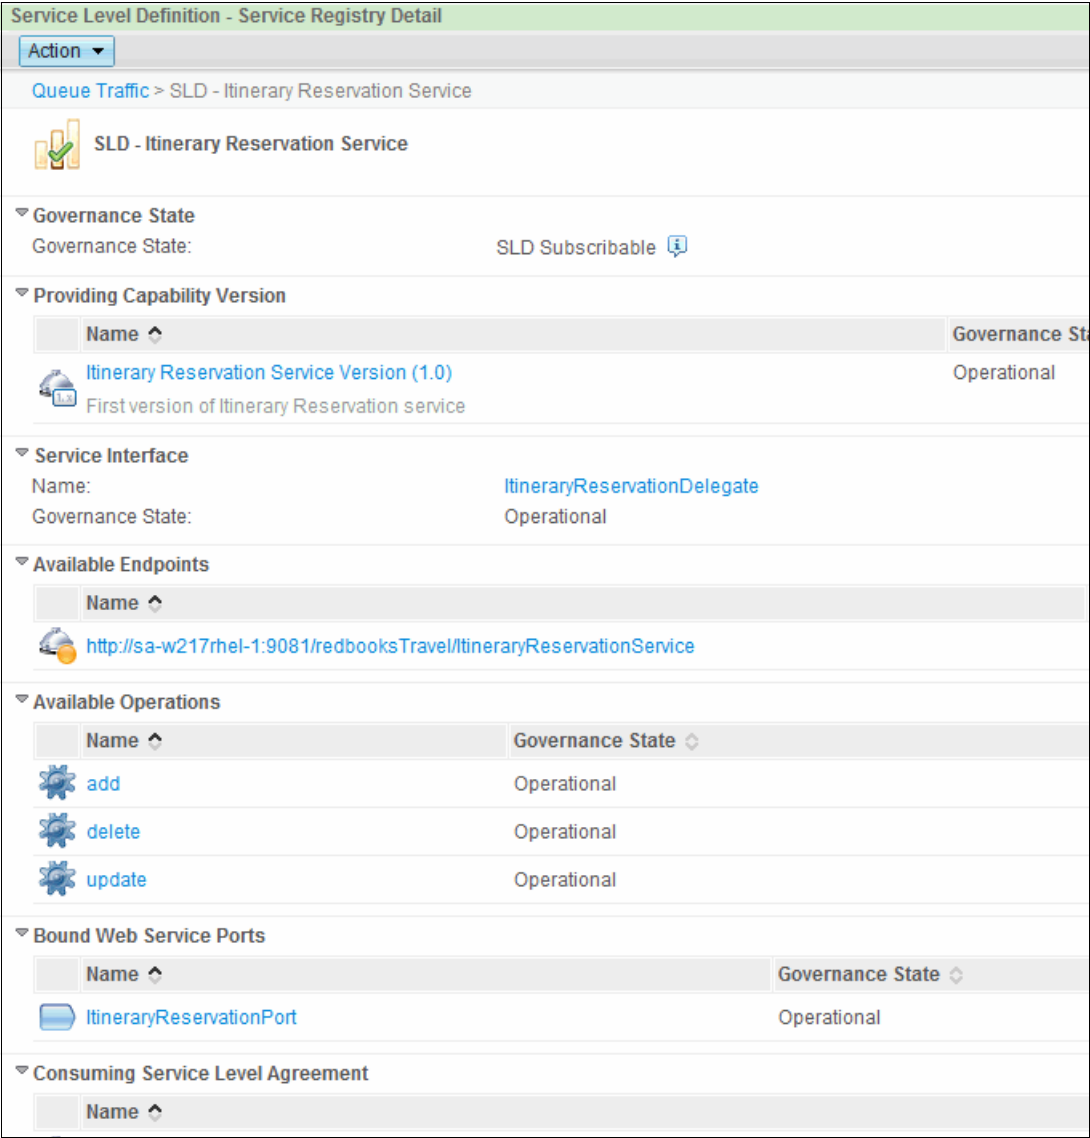 Service Level Definition - Service Registry Detail
Action
Queue Traffic > SLD - Itinerary Reservation Service
SLD - Itinerary Reservation Service
Governance State
Governance State: SLD Subscribable
Providing Capability Version
Name Governance Sta
Itinerary Reservation Service Version (1.0) Operational
1.x
First version of Itinerary Reservation service
Service Interface
Name: ItineraryReservationDelegate
Governance State: Operational
Available Endpoints
Name
http://sa-w217rhel-1:9081/redbooksTravel/ItineraryReservationService
Available Operations
Name Governance State
add Operational
delete Operational
update Operational
Bound Web Service Ports
Name Governance State
ItineraryReservationPort Operational
Consuming Service Level Agreement
Name